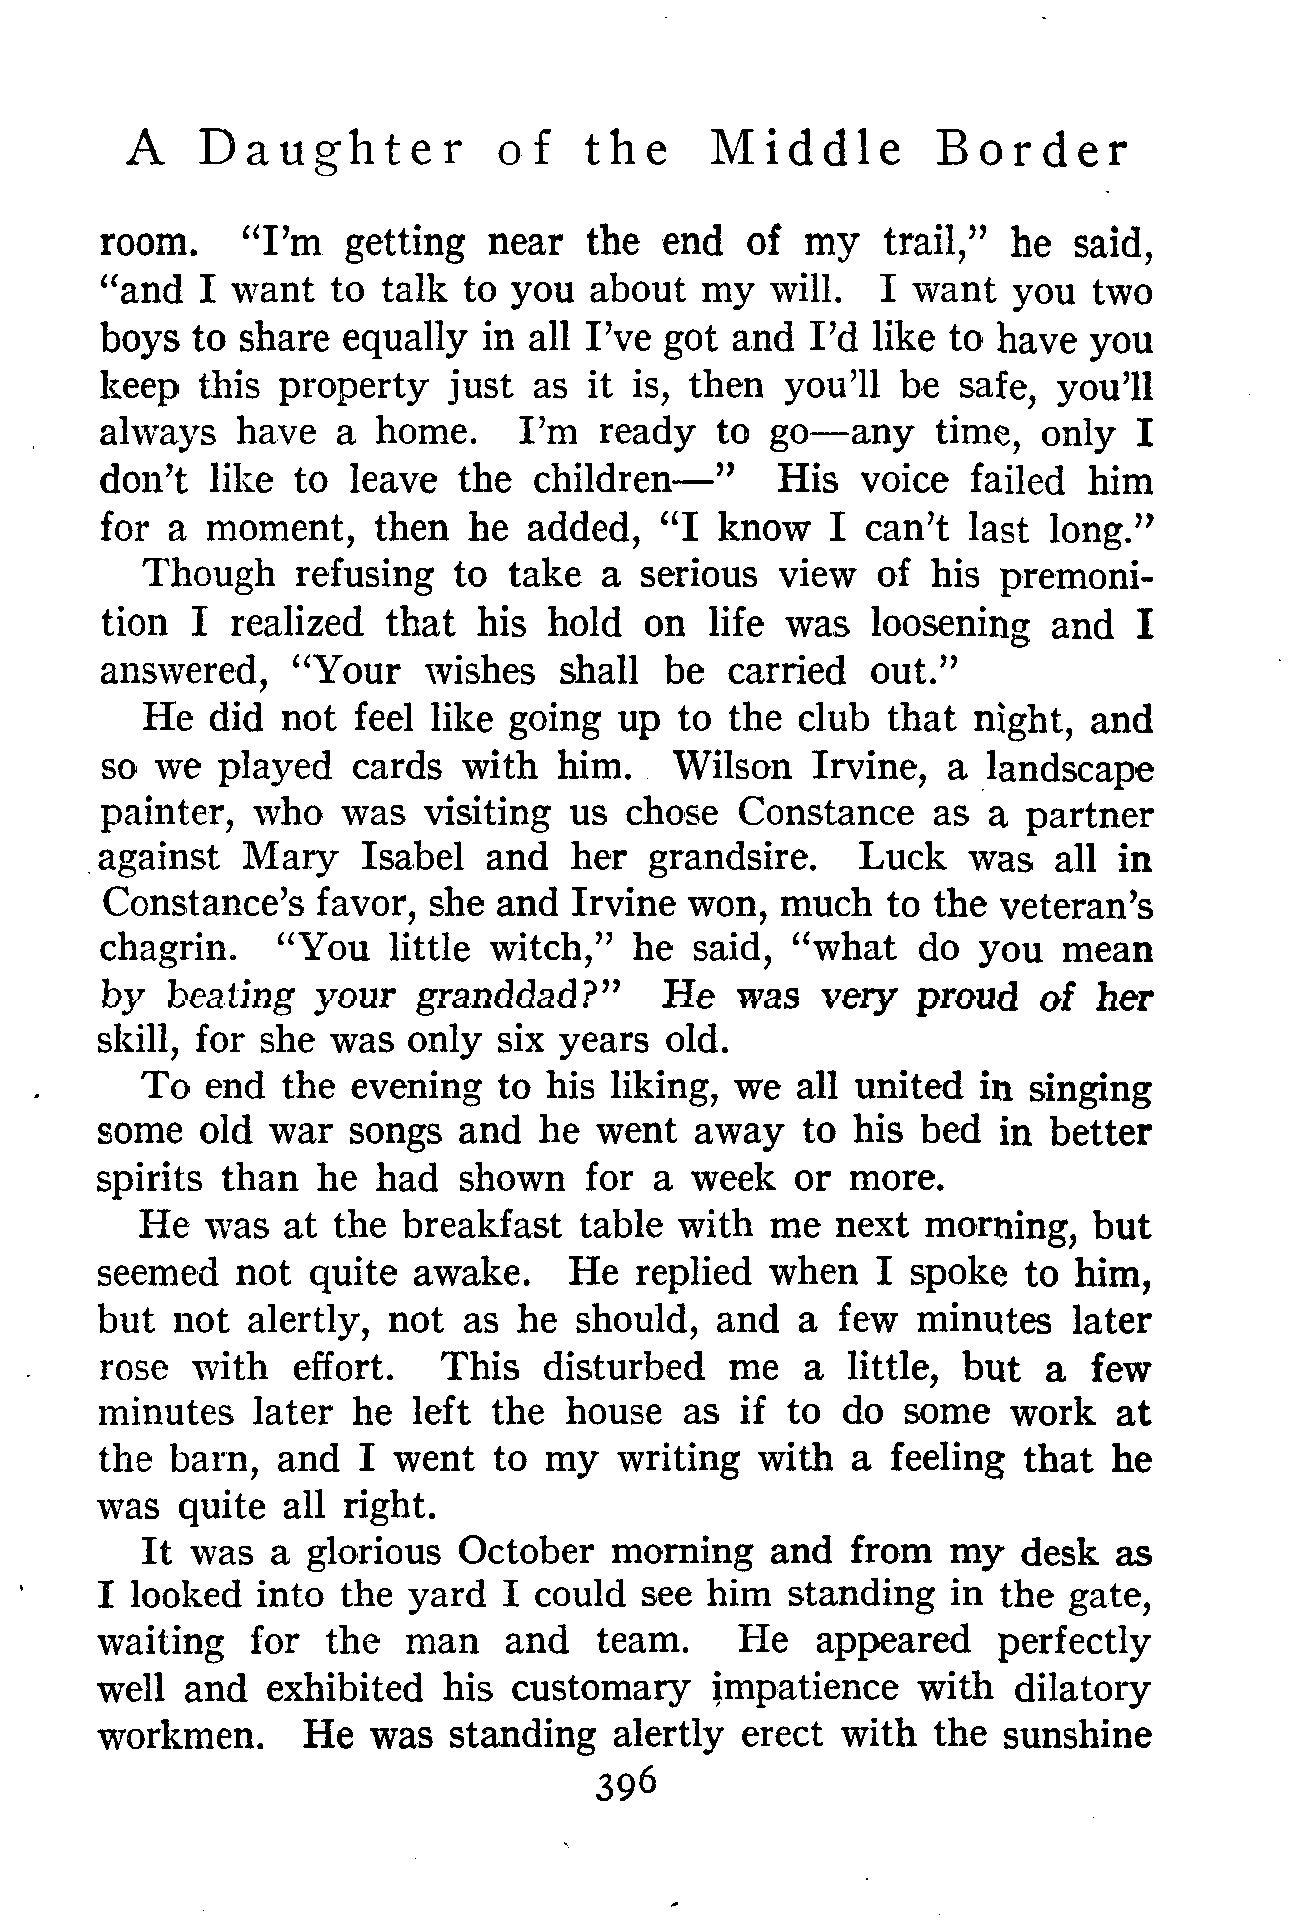 A Daughter of the Middle Border
room. "I'm getting near the end of my trail," he said,
"and I want to talk to you about my will. I want you two
boys to share equally in all I've got and I'd like to have you
keep this property just as it is, then you'll be safe, you'll
always have a home. I'm ready to go—any time, only I
don't like to leave the children—" His voice failed him
for a moment, then he added, "I know I can't last long."
Though refusing to take a serious view of his premoni-
tion I realized that his hold on life was loosening and I
answered, "Your wishes shall be carried out."
He did not feel like going up to the club that night, and
so we played cards with him. Wilson Irvine, a landscape
painter, who was visiting us chose Constance as a partner
against Mary Isabel and her grandsire. Luck was all in
Constance's favor, she and Irvine won, much to the veteran's
chagrin. "You little witch," he said, "what do you mean
by beating your granddad?" He was very proud of her
skill, for she was only six years old.
To end the evening to his liking, we all united in singing
some old war songs and he went away to his bed in better
spirits than he had shown for a week or more.
He was at the breakfast table with me next morning, but
seemed not quite awake. He replied when I spoke to him,
but not alertly, not as he should, and a few minutes later
rose with effort. This disturbed me a little, but a few
minutes later he left the house as if to do some work at
the barn, and I went to my writing with a feeling that he
was quite all right.
It was a glorious October morning and from my desk as
I looked into the yard I could see him standing in the gate,
waiting for the man and team. He appeared perfectly
well and exhibited his customary impatience with dilatory
workmen. He was standing alertly erect with the sunshine
396